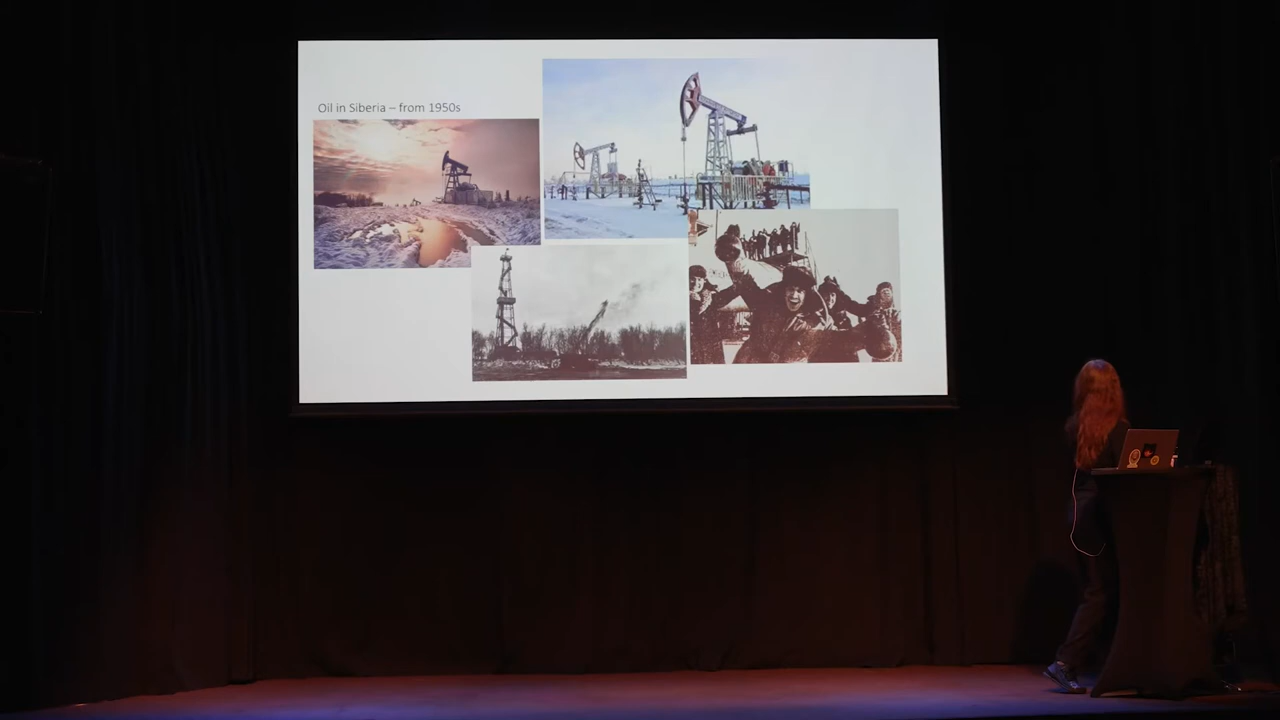 Oil in Siberia – from 1950s